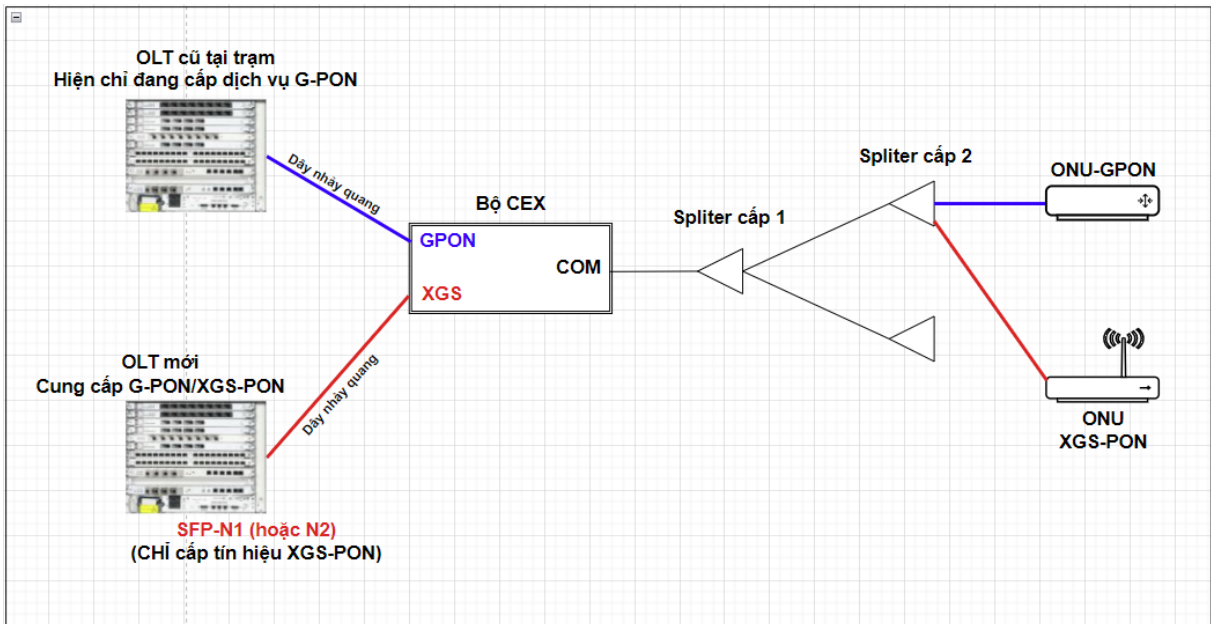 OLT cũ tại trạm
Hiện chỉ đang cấp dịch vụ G-PON
Dây nhảy quang
Bộ CEX
GPON
COM
XGS
Spliter cấp 1
Spliter cấp 2
ONU-GPON
OLT mới
Cung cấp G-PON/XGS-PON
Dây nhảy quang
SFP-N1 (hoặc N2)
(CHỈ cấp tín hiệu XGS-PON)
ONU
XGS-PON